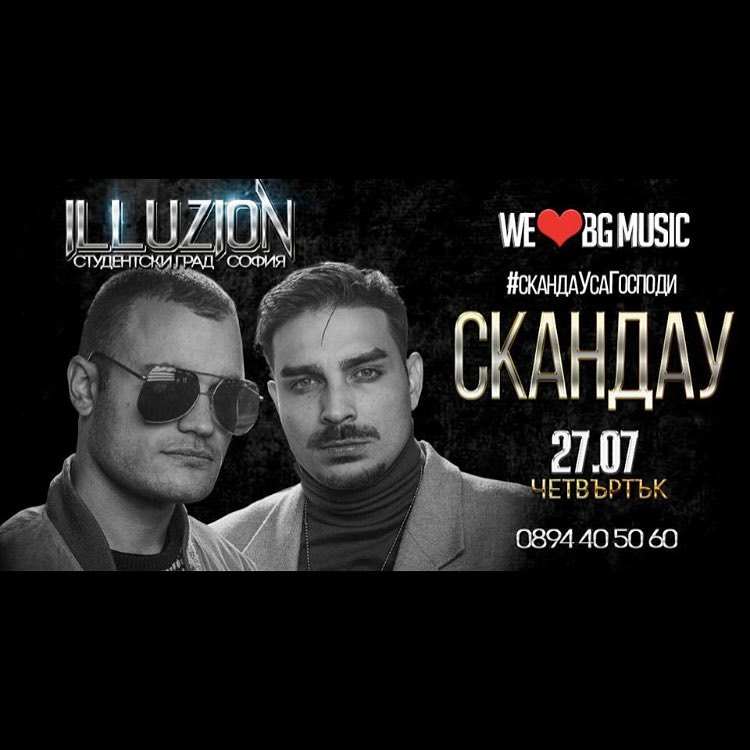 ILLUZION
СТУДЕНТСКИ ГРАД СОФИЯ
WE ❤ BG MUSIC
#скандаУсаГосподи
СКАНДАУ
27.07
ЧЕТВЪРТЪК
0894 40 50 60